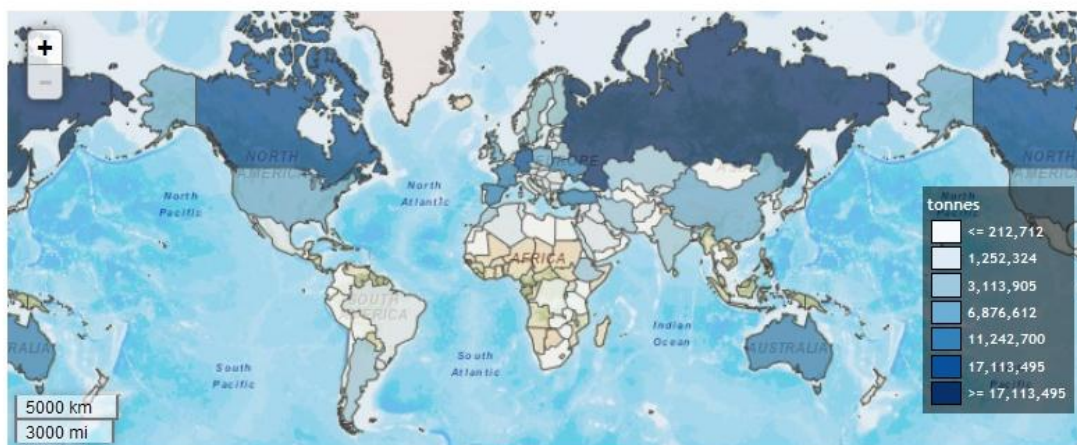 +
−
NORTH
AMERICA
EUROPE
ASIA
North
Pacific
North
Atlantic
tonnes
<= 212,712
1,252,324
3,113,905
6,876,612
11,242,700
17,113,495
>= 17,113,495
AFRICA
SOUTH
AMERICA
Indian
Ocean
RALIA
AUSTRALIA
South
Pacific
South
Atlantic
5000 km
3000 mi